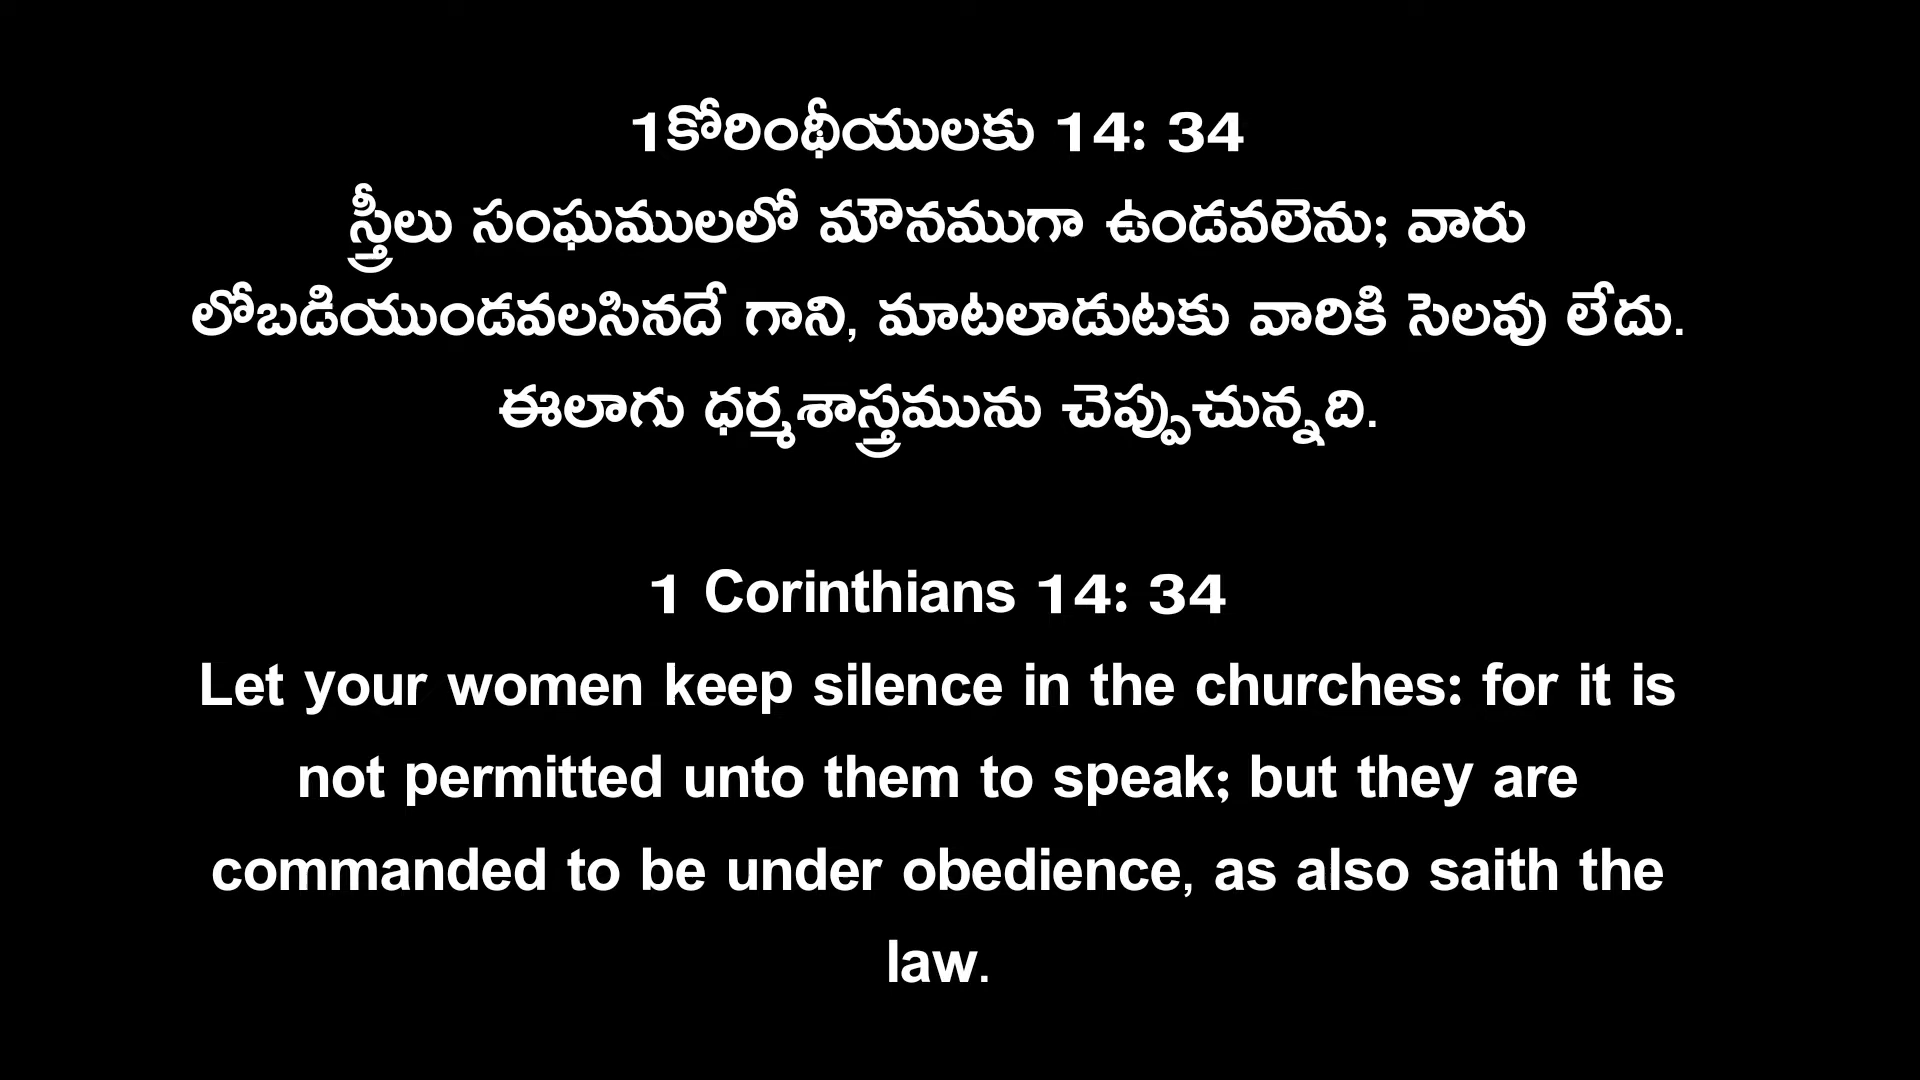 1కోరింథీయులకు 14: 34
స్త్రీలు సంఘములలో మౌనముగా ఉండవలెను; వారు
లోబడియుండవలసినదే గాని, మాటలాడుటకు వారికి సెలవు లేదు.
ఈలాగు ధర్మశాస్త్రమును చెప్పుచున్నది.
1 Corinthians 14: 34
Let your women keep silence in the churches: for it is
not permitted unto them to speak; but they are
commanded to be under obedience, as also saith the
law.